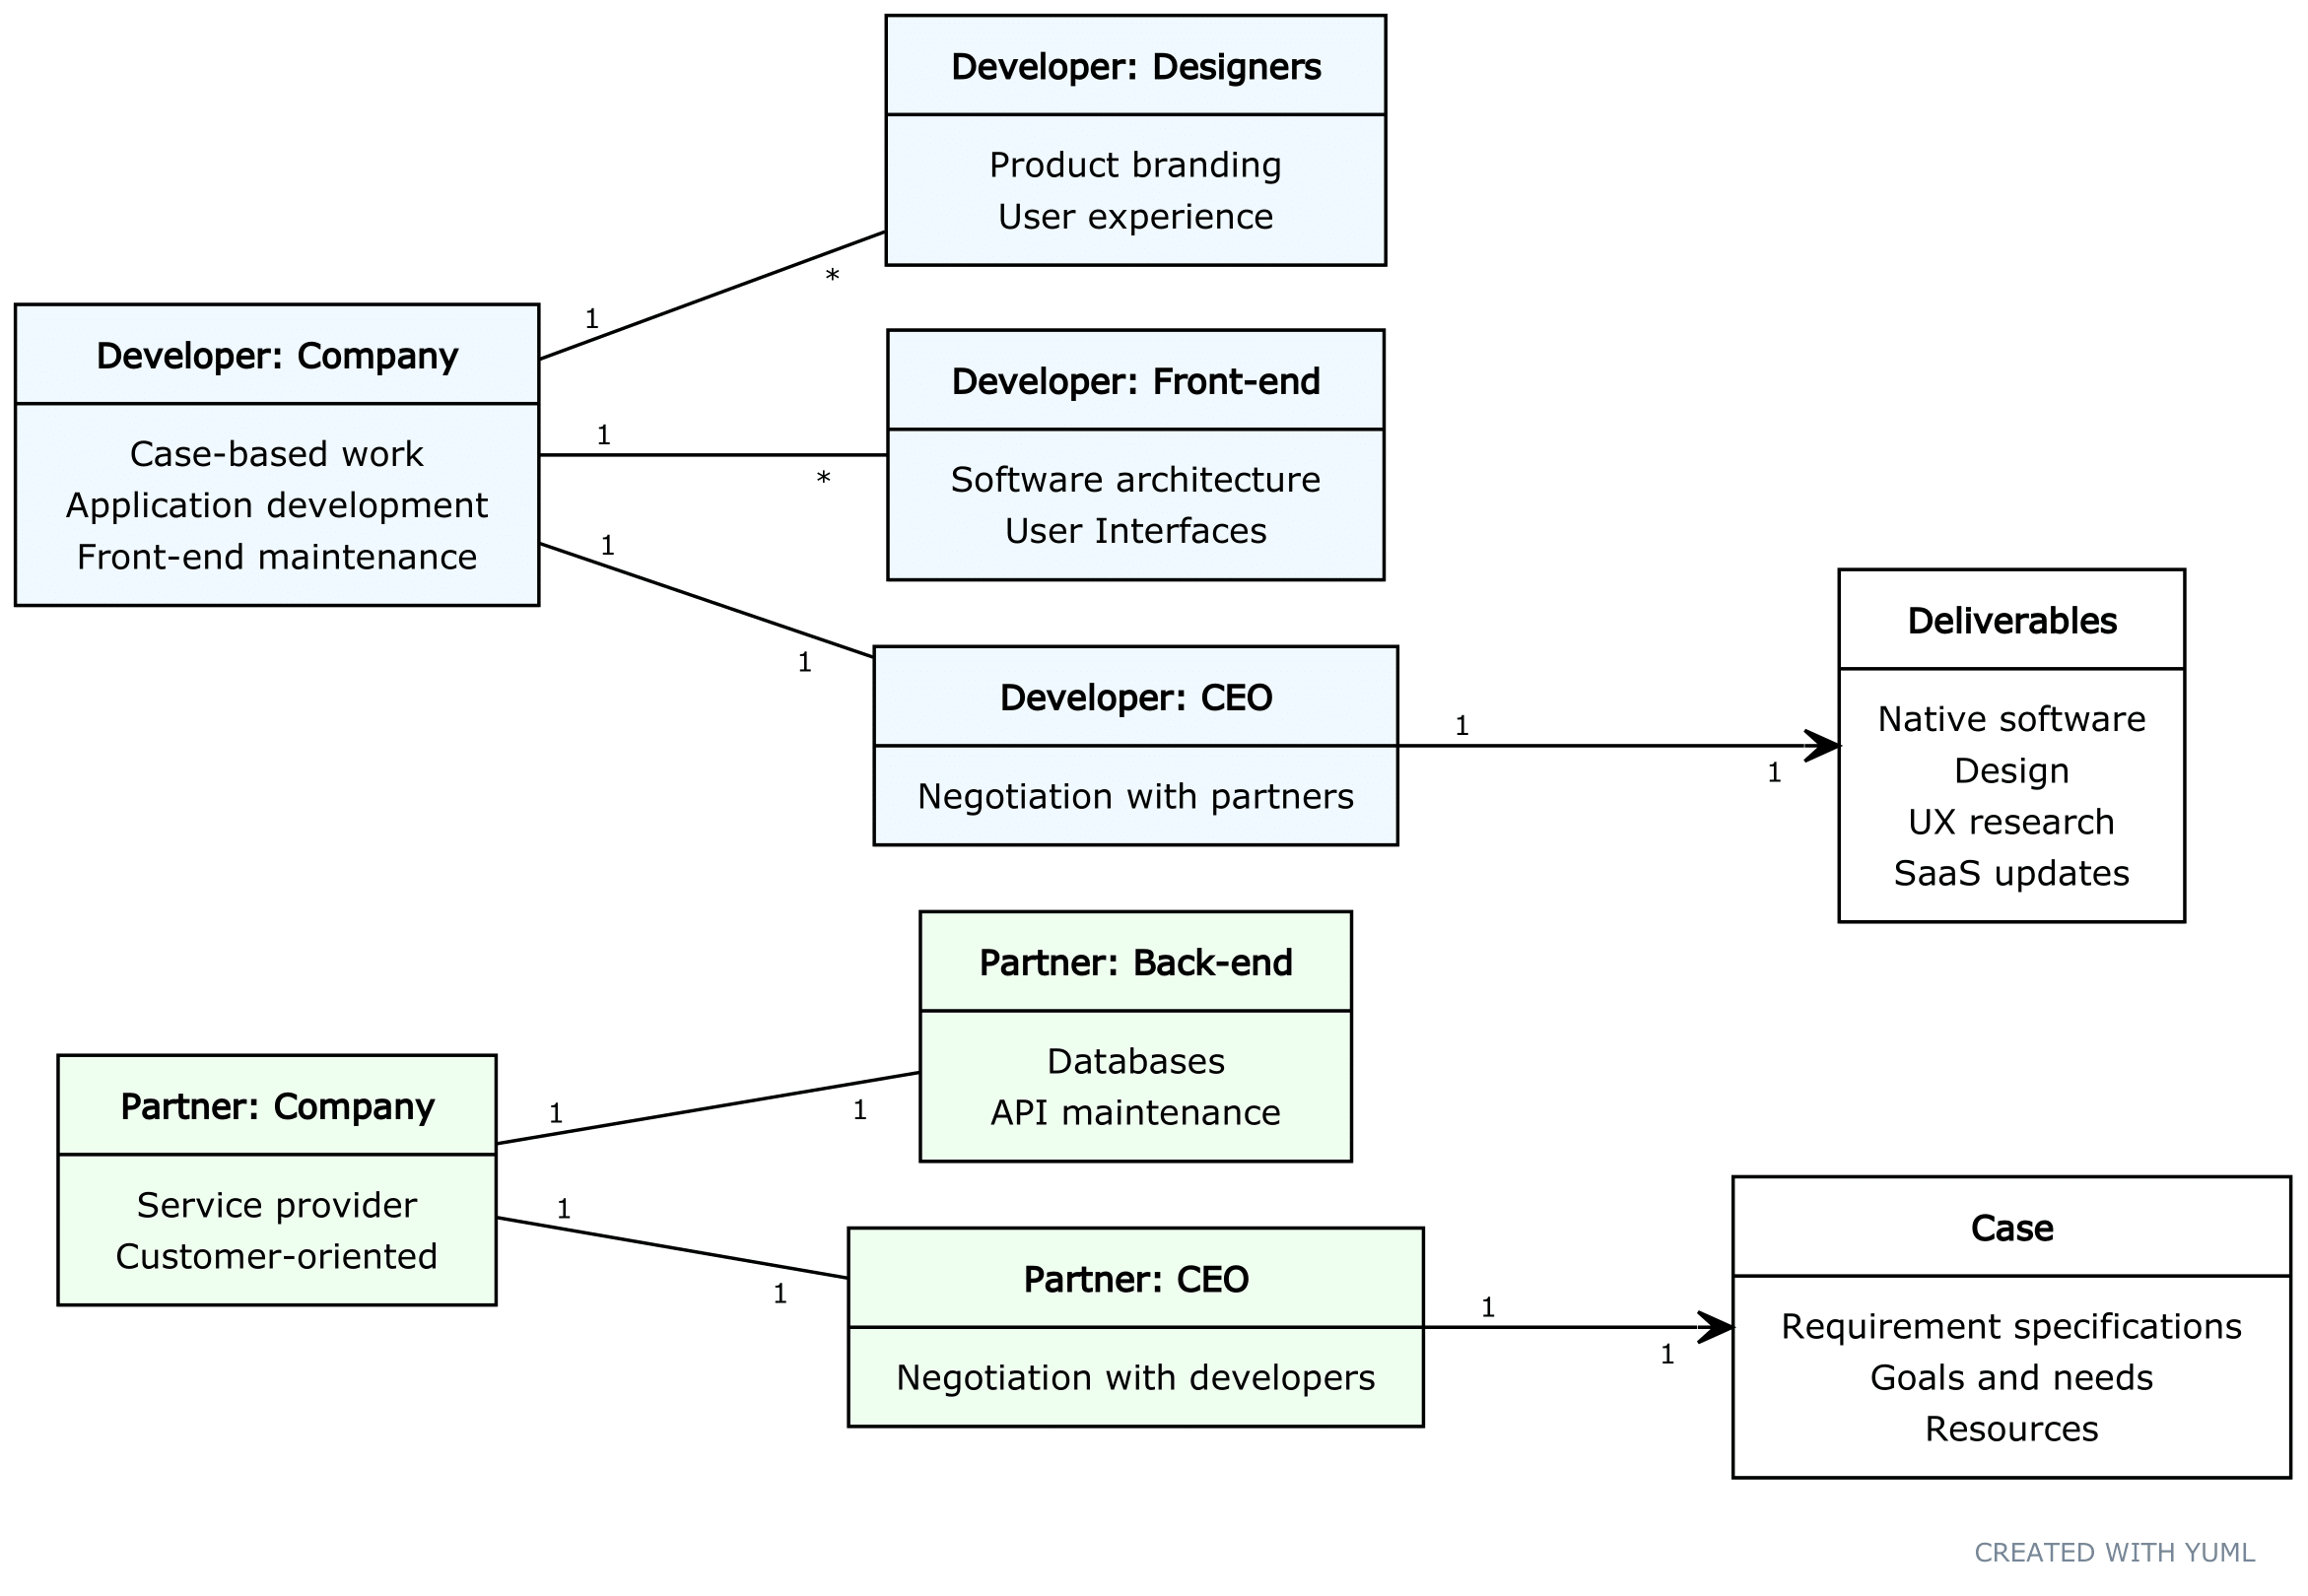 Developer: Designers
Product branding
User experience
1
*
Developer: Company
Case-based work
Application development
Front-end maintenance
1
*
Developer: Front-end
Software architecture
User Interfaces
1
1
Developer: CEO
Negotiation with partners
1
1
Deliverables
Native software
Design
UX research
SaaS updates
Partner: Back-end
Databases
API maintenance
1
1
Partner: Company
Service provider
Customer-oriented
1
1
Partner: CEO
Negotiation with developers
1
1
Case
Requirement specifications
Goals and needs
Resources
CREATED WITH YUML